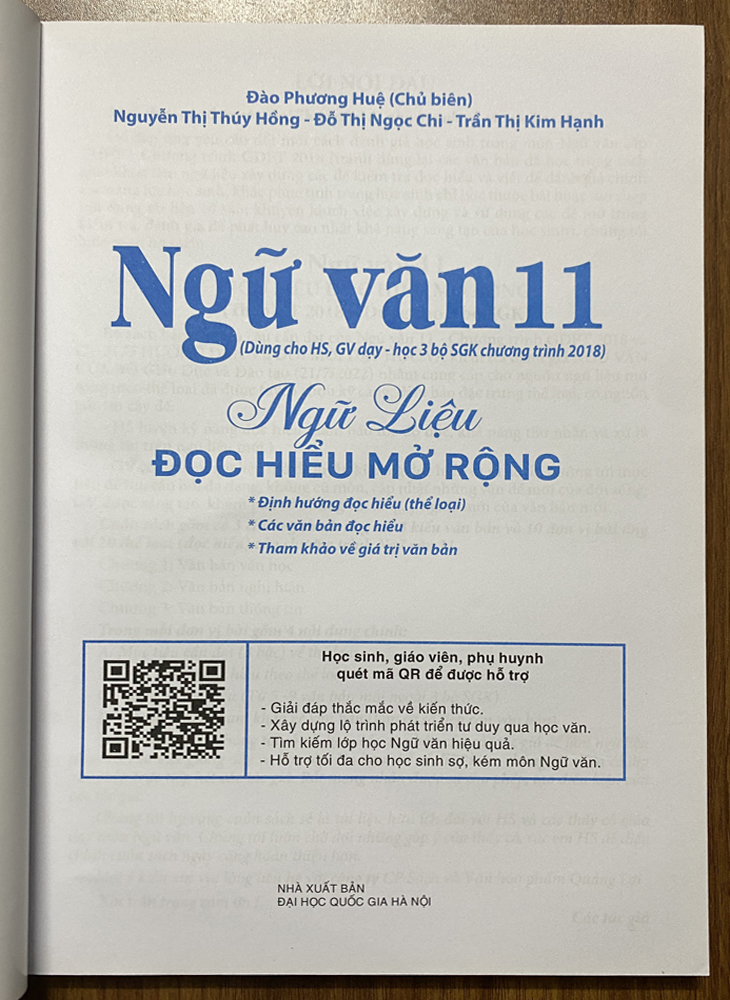 Đào Phương Huệ (Chủ biên)
Nguyễn Thị Thúy Hồng - Đỗ Thị Ngọc Chi - Trần Thị Kim Hạnh
Ngữ văn 11
(Dùng cho HS, GV dạy - học 3 bộ SGK chương trình 2018)
Ngữ Liệu
ĐỌC HIỂU MỞ RỘNG
* Định hướng đọc hiểu (thể loại)
* Các văn bản đọc hiểu
* Tham khảo về giá trị văn bản
Học sinh, giáo viên, phụ huynh
quét mã QR để được hỗ trợ
- Giải đáp thắc mắc về kiến thức.
- Xây dựng lộ trình phát triển tư duy qua học văn.
- Tìm kiếm lớp học Ngữ văn hiệu quả.
- Hỗ trợ tối đa cho học sinh sợ, kém môn Ngữ văn.
NHÀ XUẤT BẢN
ĐẠI HỌC QUỐC GIA HÀ NỘI